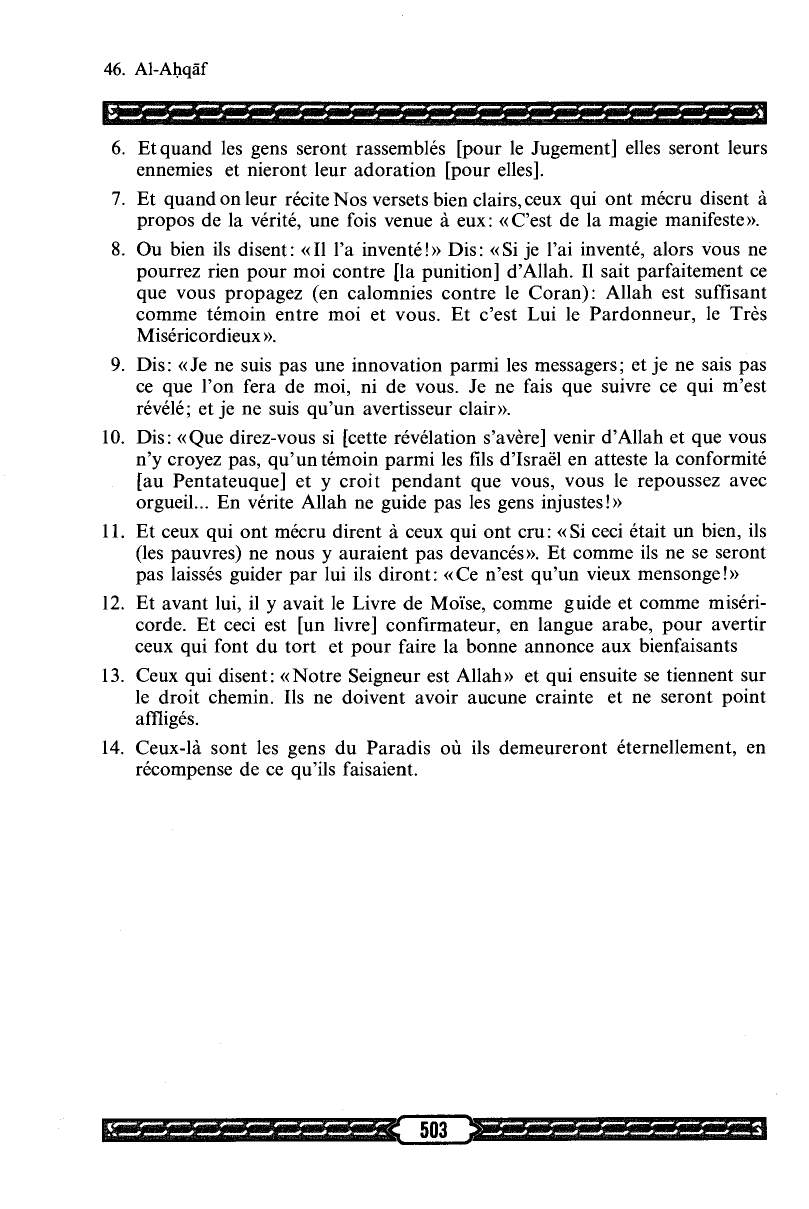 46. Al-Aḥqāf
6. Et quand les gens seront rassemblés [pour le Jugement] elles seront leurs
ennemies et nieront leur adoration [pour elles].
7. Et quand on leur récite Nos versets bien clairs, ceux qui ont mécru disent à
propos de la vérité, une fois venue à eux: «C’est de la magie manifeste».
8. Ou bien ils disent: «Il l’a inventé!» Dis: «Si je l’ai inventé, alors vous ne
pourrez rien pour moi contre [la punition] d’Allah. Il sait parfaitement ce
que vous propagez (en calomnies contre le Coran): Allah est suffisant
comme témoin entre moi et vous. Et c’est Lui le Pardonneur, le Très
Miséricordieux».
9. Dis: «Je ne suis pas une innovation parmi les messagers; et je ne sais pas
ce que l’on fera de moi, ni de vous. Je ne fais que suivre ce qui m’est
révélé; et je ne suis qu’un avertisseur clair».
10. Dis: «Que direz-vous si [cette révélation s’avère] venir d’Allah et que vous
n’y croyez pas, qu’un témoin parmi les fils d’Israël en atteste la conformité
[au Pentateuque] et y croit pendant que vous, vous le repoussez avec
orgueil... En vérite Allah ne guide pas les gens injustes!»
11. Et ceux qui ont mécru dirent à ceux qui ont cru: «Si ceci était un bien, ils
(les pauvres) ne nous y auraient pas devancés». Et comme ils ne se seront
pas laissés guider par lui ils diront: «Ce n’est qu’un vieux mensonge!»
12. Et avant lui, il y avait le Livre de Moïse, comme guide et comme miséri-
corde. Et ceci est [un livre] confirmateur, en langue arabe, pour avertir
ceux qui font du tort et pour faire la bonne annonce aux bienfaisants
13. Ceux qui disent: «Notre Seigneur est Allah» et qui ensuite se tiennent sur
le droit chemin. Ils ne doivent avoir aucune crainte et ne seront point
affligés.
14. Ceux-là sont les gens du Paradis où ils demeureront éternellement, en
récompense de ce qu’ils faisaient.
503